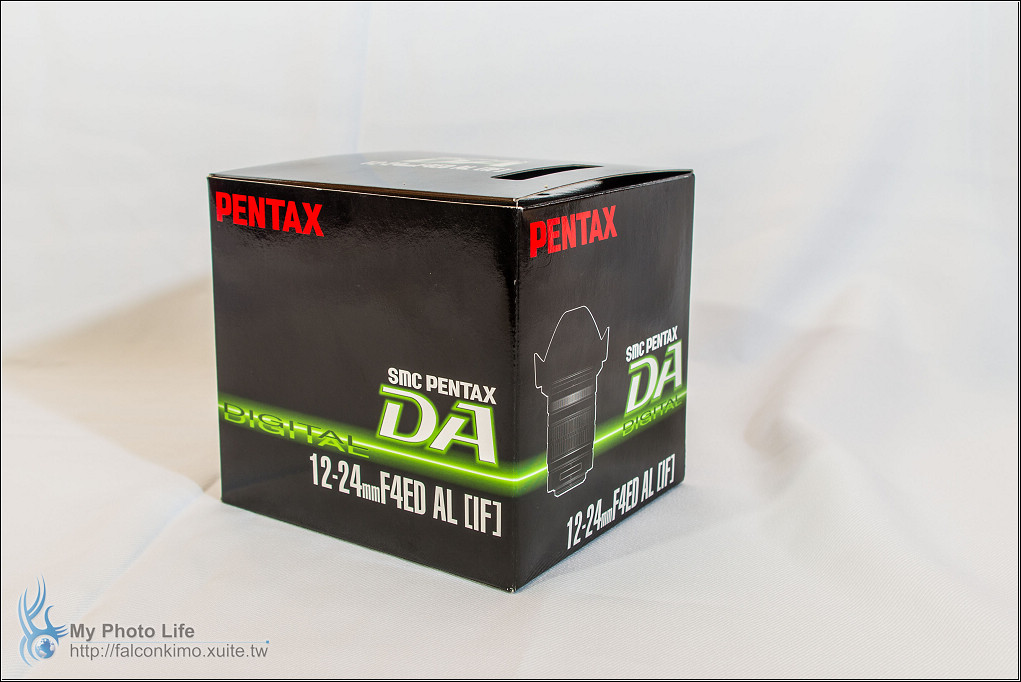 PENTAX
smc PENTAX
DA
DIGITAL
12-24mmF4ED AL [IF]
PENTAX
smc PENTAX
DA
DIGITAL
12-24mmF4ED AL [IF]
My Photo Life
http://falconkimo.xuite.tw